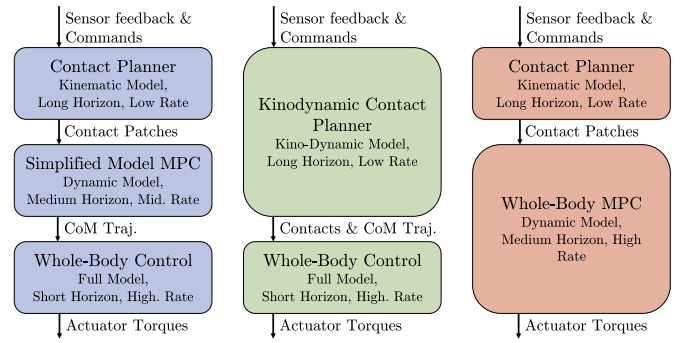 Sensor feedback &
Commands
Contact Planner
Kinematic Model,
Long Horizon, Low Rate
Contact Patches
Simplified Model MPC
Dynamic Model,
Medium Horizon, Mid. Rate
CoM Traj.
Whole-Body Control
Full Model,
Short Horizon, High. Rate
Actuator Torques
Sensor feedback &
Commands
Kinodynamic Contact
Planner
Kino-Dynamic Model,
Long Horizon, Low Rate
Contacts & CoM Traj.
Whole-Body Control
Full Model,
Short Horizon, High. Rate
Actuator Torques
Sensor feedback &
Commands
Contact Planner
Kinematic Model,
Long Horizon, Low Rate
Contact Patches
Whole-Body MPC
Dynamic Model,
Medium Horizon, High
Rate
Actuator Torques